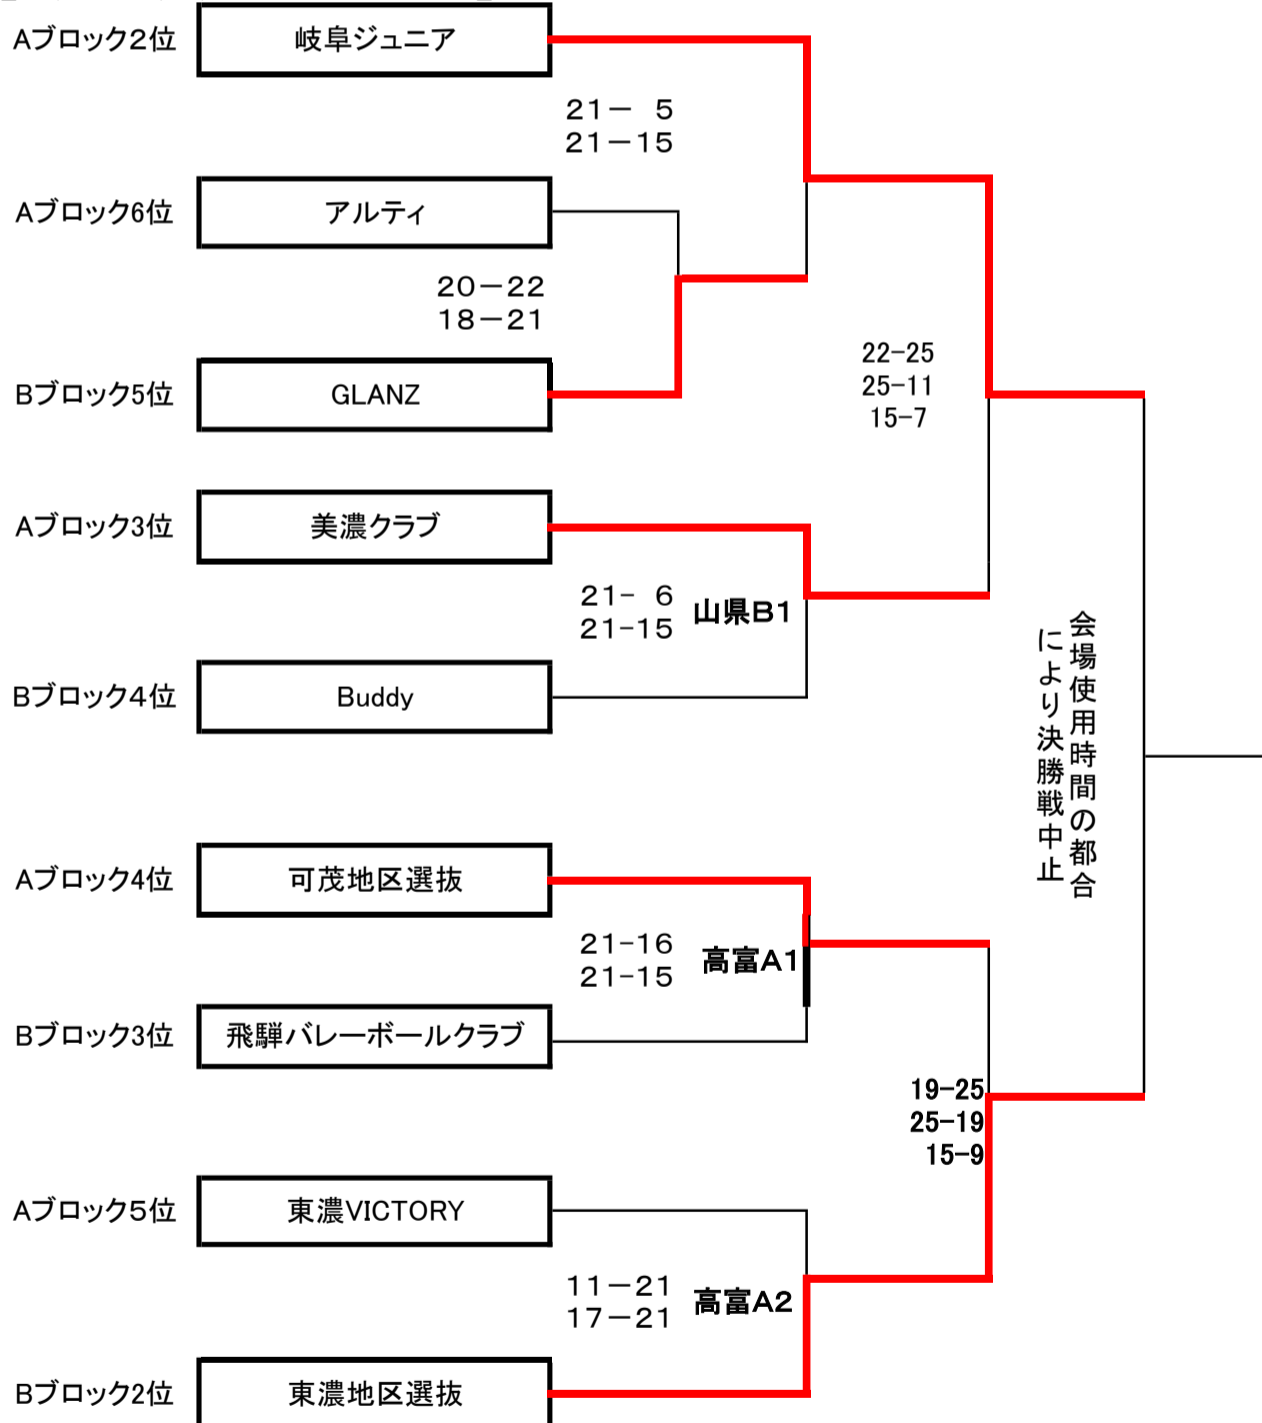 Aブロック2位
岐阜ジュニア
21－ 5
21－15
Aブロック6位
アルティ
20－22
18－21
Bブロック5位
GLANZ
22-25
25-11
15-7
Aブロック3位
美濃クラブ
21- 6
21-15
山県B1
Bブロック4位
Buddy
会場使用時間の都合
により決勝戦中止
Aブロック4位
可茂地区選抜
21-16
21-15
高富A1
Bブロック3位
飛騨バレーボールクラブ
19-25
25-19
15-9
Aブロック5位
東濃VICTORY
11－21
17－21
高富A2
Bブロック2位
東濃地区選抜